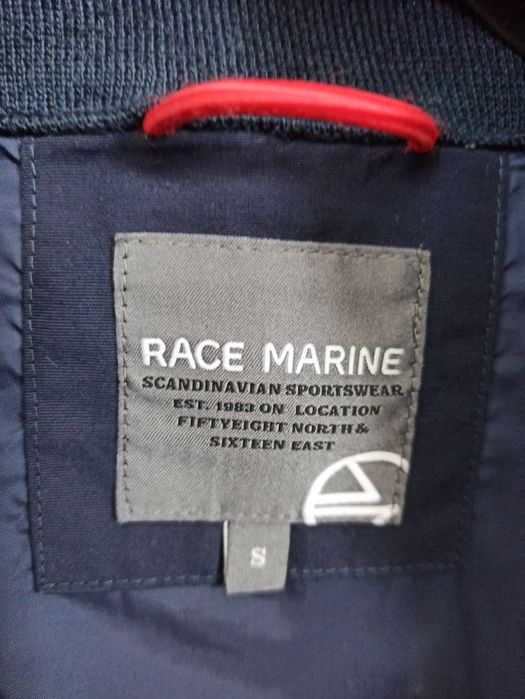 RACE MARINE
SCANDINAVIAN SPORTSWEAR
EST. 1983 ON LOCATION
FIFTYEIGHT NORTH &
SIXTEEN EAST
S